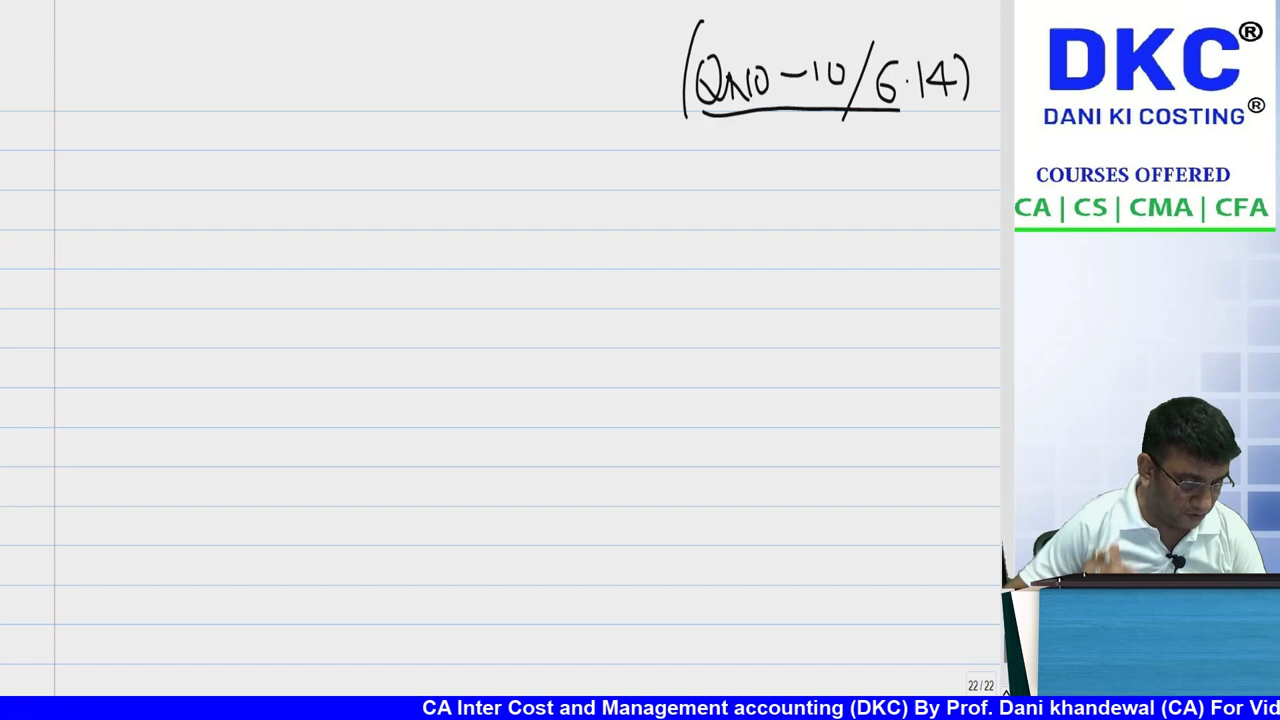 (QNo - 10/6.14)
DKC®
DANI KI COSTING®
COURSES OFFERED
CA | CS | CMA | CFA
22/22
CA Inter Cost and Management accounting (DKC) By Prof. Dani khandewal (CA) For Vid